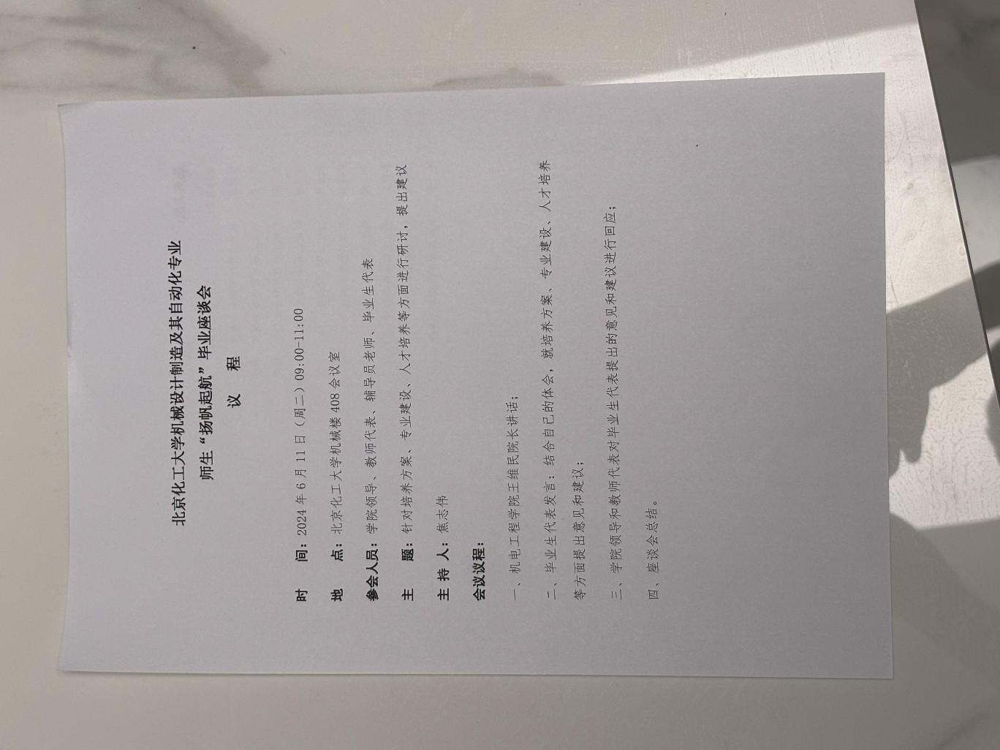 北京化工大学机械设计制造及其自动化专业
师生“扬帆起航”毕业座谈会
议 程
时 间：2024 年 6 月 11 日（周二）09:00-11:00
地 点：北京化工大学机械楼 408 会议室
参会人员：学院领导、教师代表、辅导员老师、毕业生代表
主 题：针对培养方案、专业建设、人才培养等方面进行研讨，提出建议
主 持 人：焦志伟
会议议程：
一、机电工程学院王维民院长讲话；
二、毕业生代表发言：结合自己的体会，就培养方案、专业建设、人才培养
等方面提出意见和建议；
三、学院领导和教师代表对毕业生代表提出的意见和建议进行回应；
四、座谈会总结。